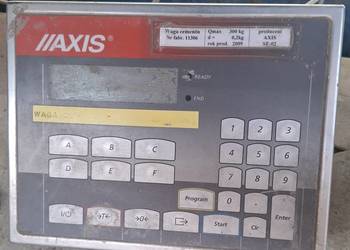 //AXIS®
Waga cementu Qmax 300 kg producent
Nr fabr. 11306 d = 0,2kg AXIS
rok prod. 2009 SE-02
READY
END
WAGA
A B C
D E F
1 2 3
4 5 6
7 8 9
Program 0 . Enter
I/O →T← →0← Start Clr